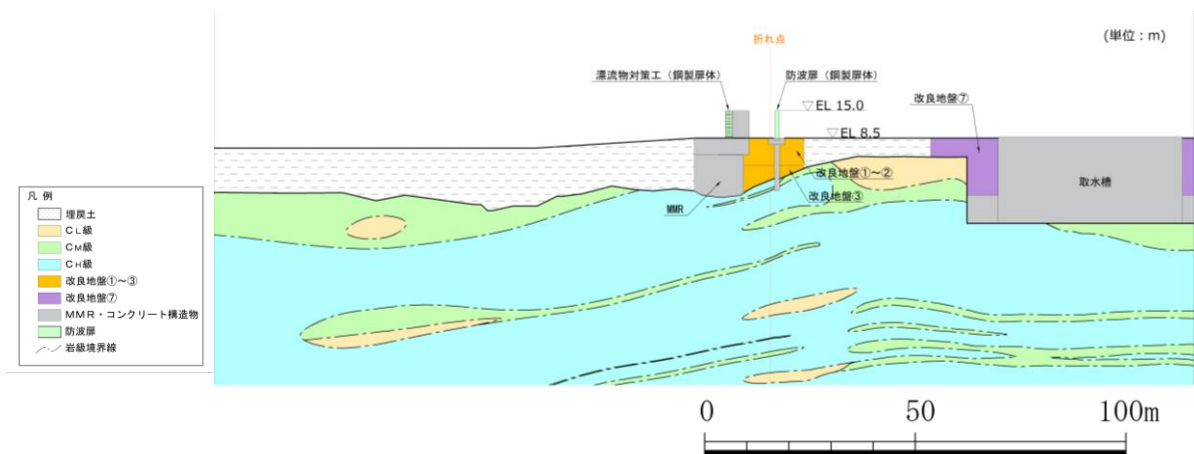 (単位：m)
折れ点
漂流物対策工（鋼製扉体）
防波扉（鋼製扉体）
改良地盤⑦
▽EL 15.0
▽EL 8.5
改良地盤①～②
取水槽
改良地盤③
MMR
凡 例
埋戻土
CL級
CM級
CH級
改良地盤①～③
改良地盤⑦
MMR・コンクリート構造物
防波扉
岩級境界線
0 50 100m